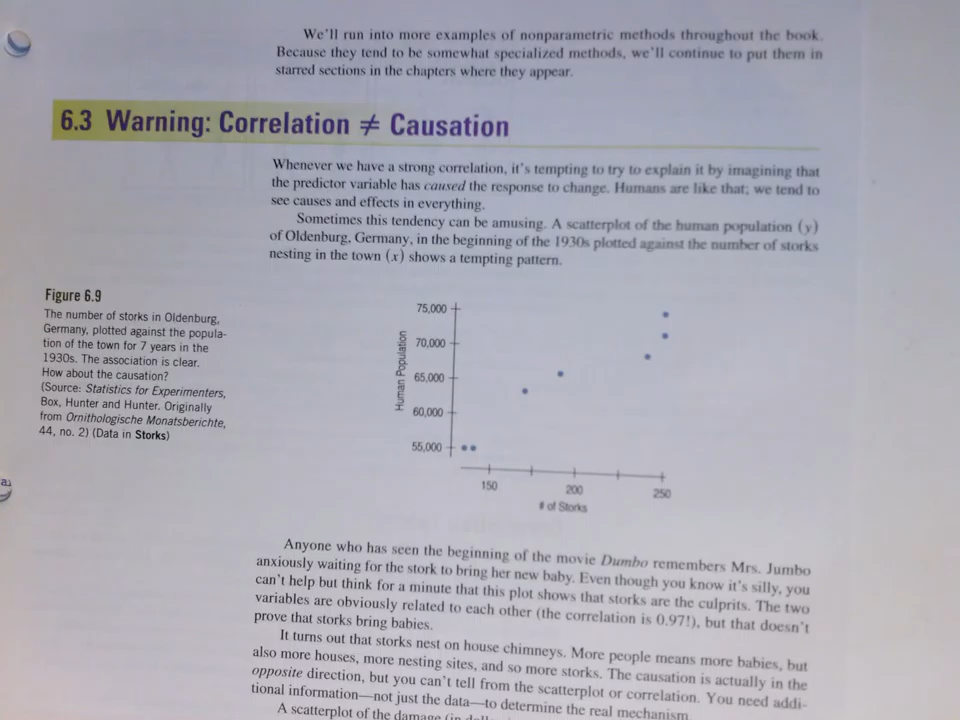 We'll run into more examples of nonparametric methods throughout the book.
Because they tend to be somewhat specialized methods, we'll continue to put them in
starred sections in the chapters where they appear.
6.3 Warning: Correlation ≠ Causation
Whenever we have a strong correlation, it's tempting to try to explain it by imagining that
the predictor variable has caused the response to change. Humans are like that; we tend to
see causes and effects in everything.
Sometimes this tendency can be amusing. A scatterplot of the human population (y)
of Oldenburg, Germany, in the beginning of the 1930s plotted against the number of storks
nesting in the town (x) shows a tempting pattern.
Figure 6.9
The number of storks in Oldenburg,
Germany, plotted against the popula-
tion of the town for 7 years in the
1930s. The association is clear.
How about the causation?
(Source: Statistics for Experimenters,
Box, Hunter and Hunter. Originally
from Ornithologische Monatsberichte,
44, no. 2) (Data in Storks)
Human Population
75,000
70,000
65,000
60,000
55,000
150
200
250
# of Storks
Anyone who has seen the beginning of the movie Dumbo remembers Mrs. Jumbo
anxiously waiting for the stork to bring her new baby. Even though you know it's silly, you
can't help but think for a minute that this plot shows that storks are the culprits. The two
variables are obviously related to each other (the correlation is 0.97!), but that doesn't
prove that storks bring babies.
It turns out that storks nest on house chimneys. More people means more babies, but
also more houses, more nesting sites, and so more storks. The causation is actually in the
opposite direction, but you can't tell from the scatterplot or correlation. You need addi-
tional information—not just the data—to determine the real mechanism.
A scatterplot of the damage (in